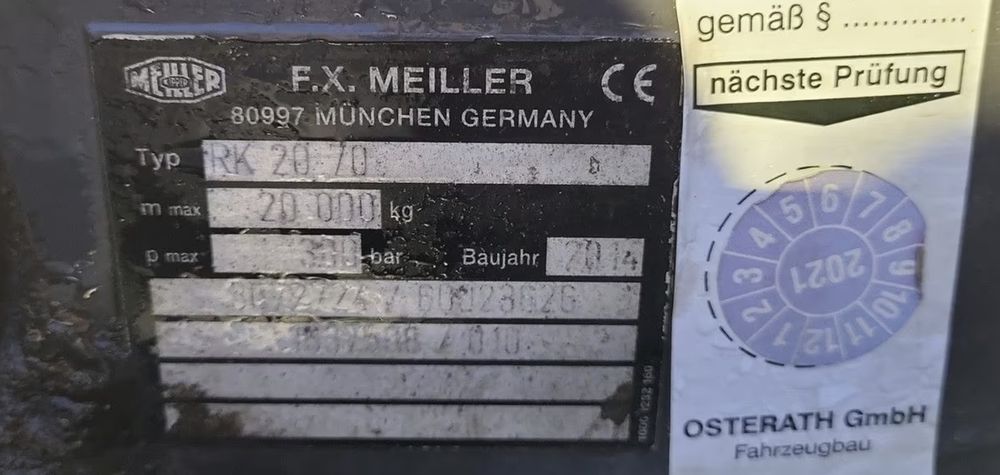 MEILLER
KIPPER
F.X. MEILLER CE
80997 MÜNCHEN GERMANY
Typ RK 20 70
m max 20 000 kg
p max bar Baujahr 2014
gemäß § ..............
nächste Prüfung
1 2 3 4 5 6 7 8 9 10 11 12
2021
OSTERATH GmbH
Fahrzeugbau